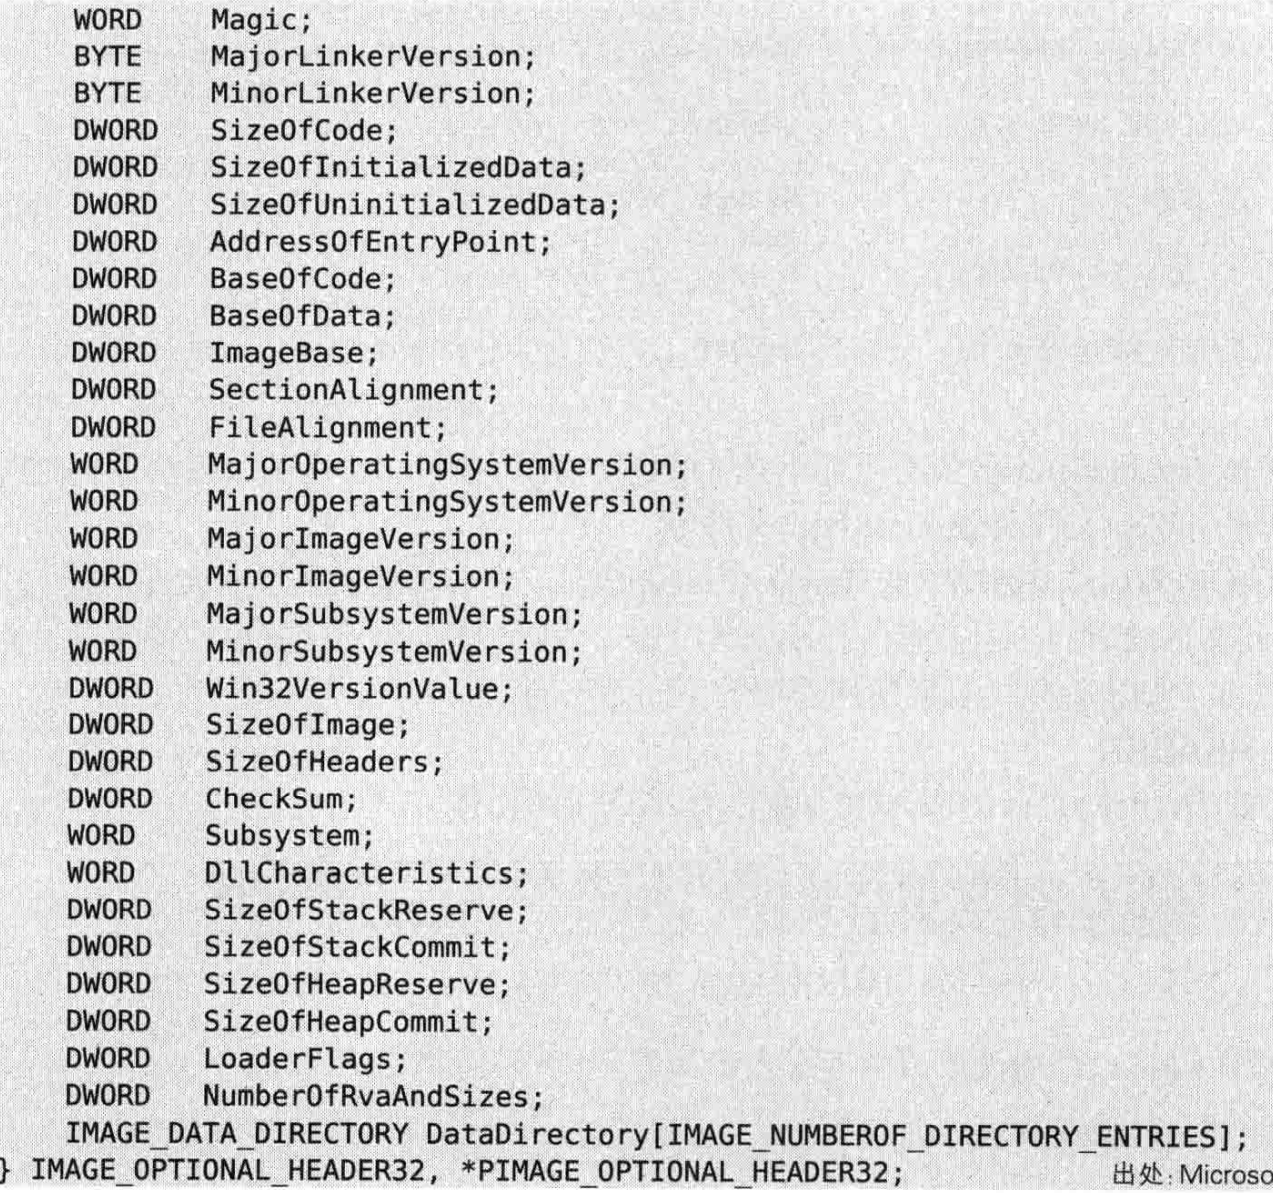 WORD Magic;
BYTE MajorLinkerVersion;
BYTE MinorLinkerVersion;
DWORD SizeOfCode;
DWORD SizeOfInitializedData;
DWORD SizeOfUninitializedData;
DWORD AddressOfEntryPoint;
DWORD BaseOfCode;
DWORD BaseOfData;
DWORD ImageBase;
DWORD SectionAlignment;
DWORD FileAlignment;
WORD MajorOperatingSystemVersion;
WORD MinorOperatingSystemVersion;
WORD MajorImageVersion;
WORD MinorImageVersion;
WORD MajorSubsystemVersion;
WORD MinorSubsystemVersion;
DWORD Win32VersionValue;
DWORD SizeOfImage;
DWORD SizeOfHeaders;
DWORD CheckSum;
WORD Subsystem;
WORD DllCharacteristics;
DWORD SizeOfStackReserve;
DWORD SizeOfStackCommit;
DWORD SizeOfHeapReserve;
DWORD SizeOfHeapCommit;
DWORD LoaderFlags;
DWORD NumberOfRvaAndSizes;
IMAGE_DATA_DIRECTORY DataDirectory[IMAGE_NUMBEROF_DIRECTORY_ENTRIES];
} IMAGE_OPTIONAL_HEADER32, *PIMAGE_OPTIONAL_HEADER32; 出处: Microso